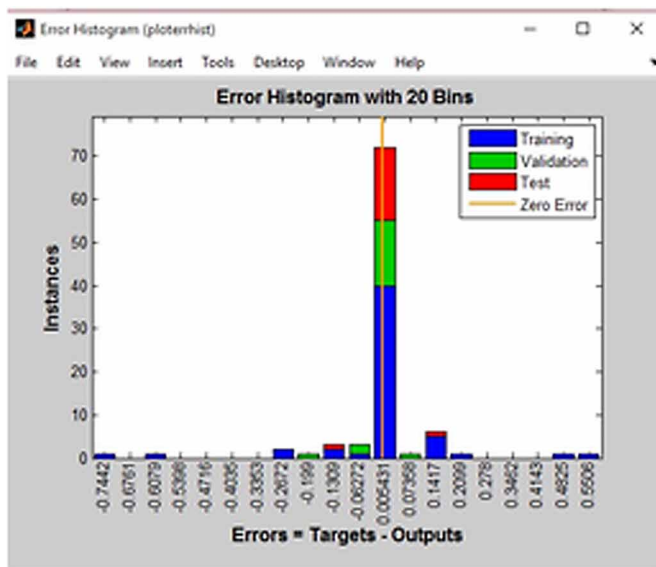 Error Histogram (ploterrhist)
File Edit View Insert Tools Desktop Window Help
Error Histogram with 20 Bins
Training
Validation
Test
Zero Error
Instances
70
60
50
40
30
20
10
0
-0.7442 -0.6761 -0.6079 -0.5398 -0.4716 -0.4035 -0.3353 -0.2672 -0.199 -0.1309 -0.06272 0.005431 0.07358 0.1417 0.2099 0.278 0.3462 0.4143 0.4825 0.5506
Errors = Targets - Outputs